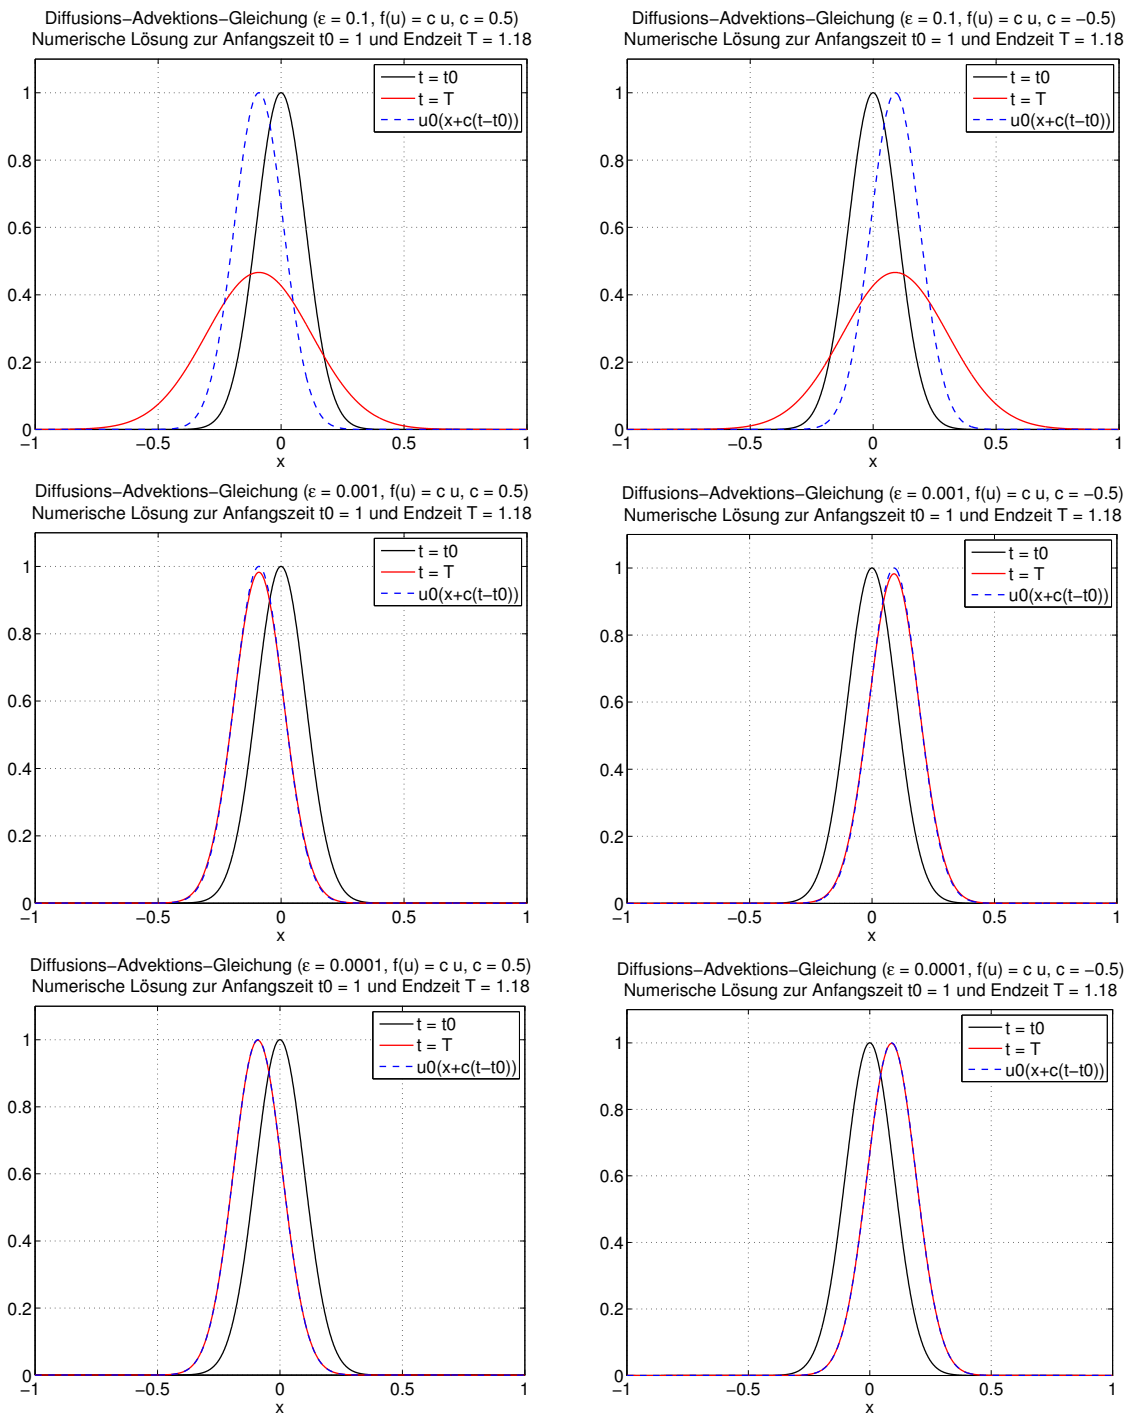 Diffusions−Advektions−Gleichung (ε = 0.1, f(u) = c u, c = 0.5)
Numerische Lösung zur Anfangszeit t0 = 1 und Endzeit T = 1.18
t = t0
t = T
u0(x+c(t−t0))
1
0.8
0.6
0.4
0.2
0
−1
−0.5
0
0.5
1
x
Diffusions−Advektions−Gleichung (ε = 0.1, f(u) = c u, c = −0.5)
Numerische Lösung zur Anfangszeit t0 = 1 und Endzeit T = 1.18
t = t0
t = T
u0(x+c(t−t0))
1
0.8
0.6
0.4
0.2
0
−1
−0.5
0
0.5
1
x
Diffusions−Advektions−Gleichung (ε = 0.001, f(u) = c u, c = 0.5)
Numerische Lösung zur Anfangszeit t0 = 1 und Endzeit T = 1.18
t = t0
t = T
u0(x+c(t−t0))
1
0.8
0.6
0.4
0.2
0
−1
−0.5
0
0.5
1
x
Diffusions−Advektions−Gleichung (ε = 0.001, f(u) = c u, c = −0.5)
Numerische Lösung zur Anfangszeit t0 = 1 und Endzeit T = 1.18
t = t0
t = T
u0(x+c(t−t0))
1
0.8
0.6
0.4
0.2
0
−1
−0.5
0
0.5
1
x
Diffusions−Advektions−Gleichung (ε = 0.0001, f(u) = c u, c = 0.5)
Numerische Lösung zur Anfangszeit t0 = 1 und Endzeit T = 1.18
t = t0
t = T
u0(x+c(t−t0))
1
0.8
0.6
0.4
0.2
0
−1
−0.5
0
0.5
1
x
Diffusions−Advektions−Gleichung (ε = 0.0001, f(u) = c u, c = −0.5)
Numerische Lösung zur Anfangszeit t0 = 1 und Endzeit T = 1.18
t = t0
t = T
u0(x+c(t−t0))
1
0.8
0.6
0.4
0.2
0
−1
−0.5
0
0.5
1
x